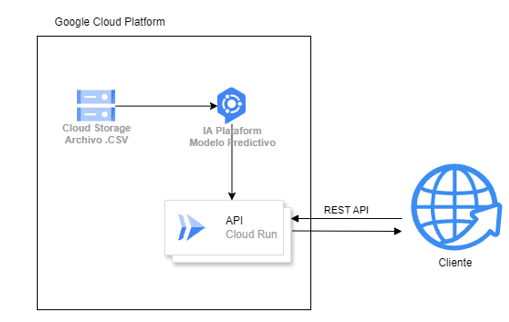 Google Cloud Platform
Cloud Storage
Archivo .CSV
IA Plataform
Modelo Predictivo
API
Cloud Run
REST API
Cliente